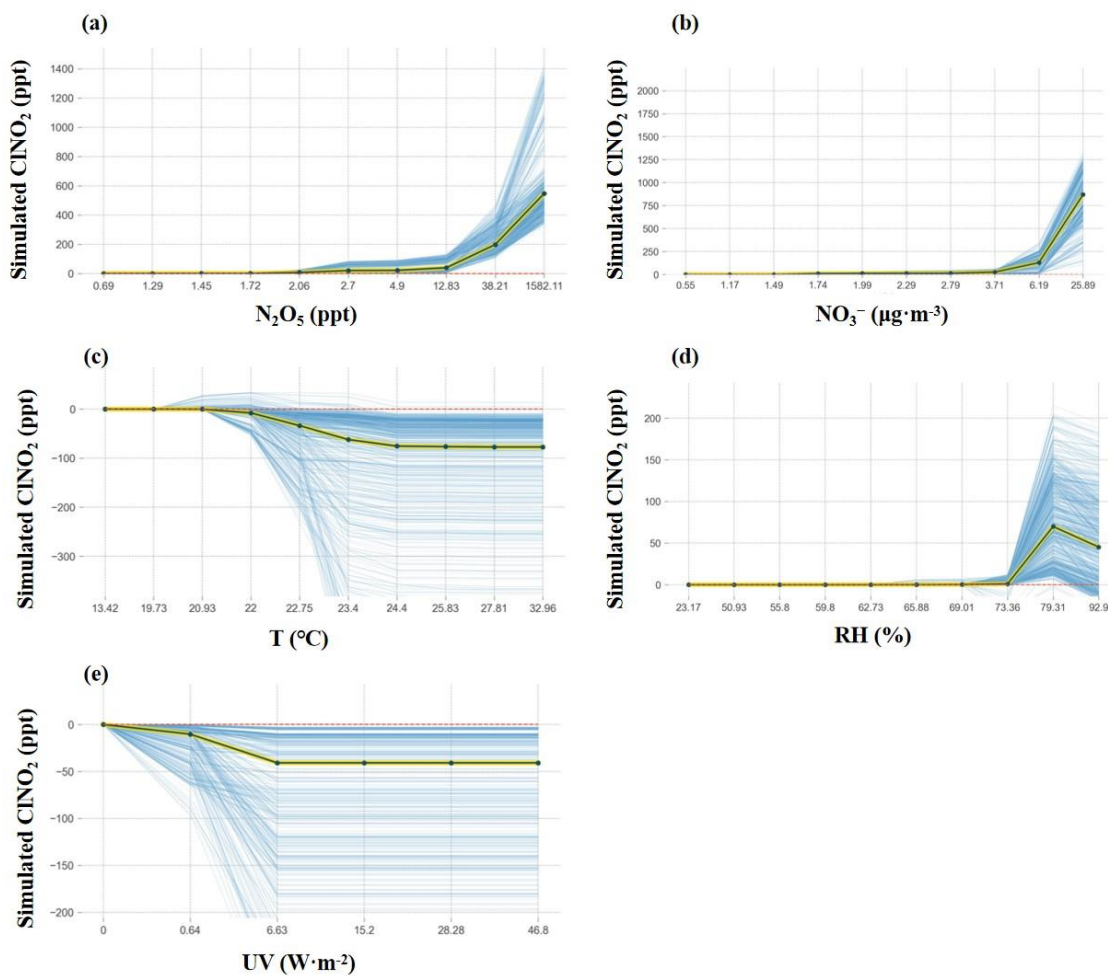 (a)
Simulated ClNO₂ (ppt)
1400
1200
1000
800
600
400
200
0
0.69 1.29 1.45 1.72 2.06 2.7 4.9 12.83 38.21 1582.11
N₂O₅ (ppt)
(b)
Simulated ClNO₂ (ppt)
2000
1750
1500
1250
1000
750
500
250
0
0.55 1.17 1.49 1.74 1.99 2.29 2.79 3.71 6.19 25.89
NO₃⁻ (μg·m⁻³)
(c)
Simulated ClNO₂ (ppt)
0
−100
−200
−300
13.42 19.73 20.93 22 22.75 23.4 24.4 25.83 27.81 32.96
T (°C)
(d)
Simulated ClNO₂ (ppt)
200
150
100
50
0
23.17 50.93 55.8 59.8 62.73 65.88 69.01 73.36 79.31 92.9
RH (%)
(e)
Simulated ClNO₂ (ppt)
0
−50
−100
−150
−200
0 0.64 6.63 15.2 28.28 46.8
UV (W·m⁻²)